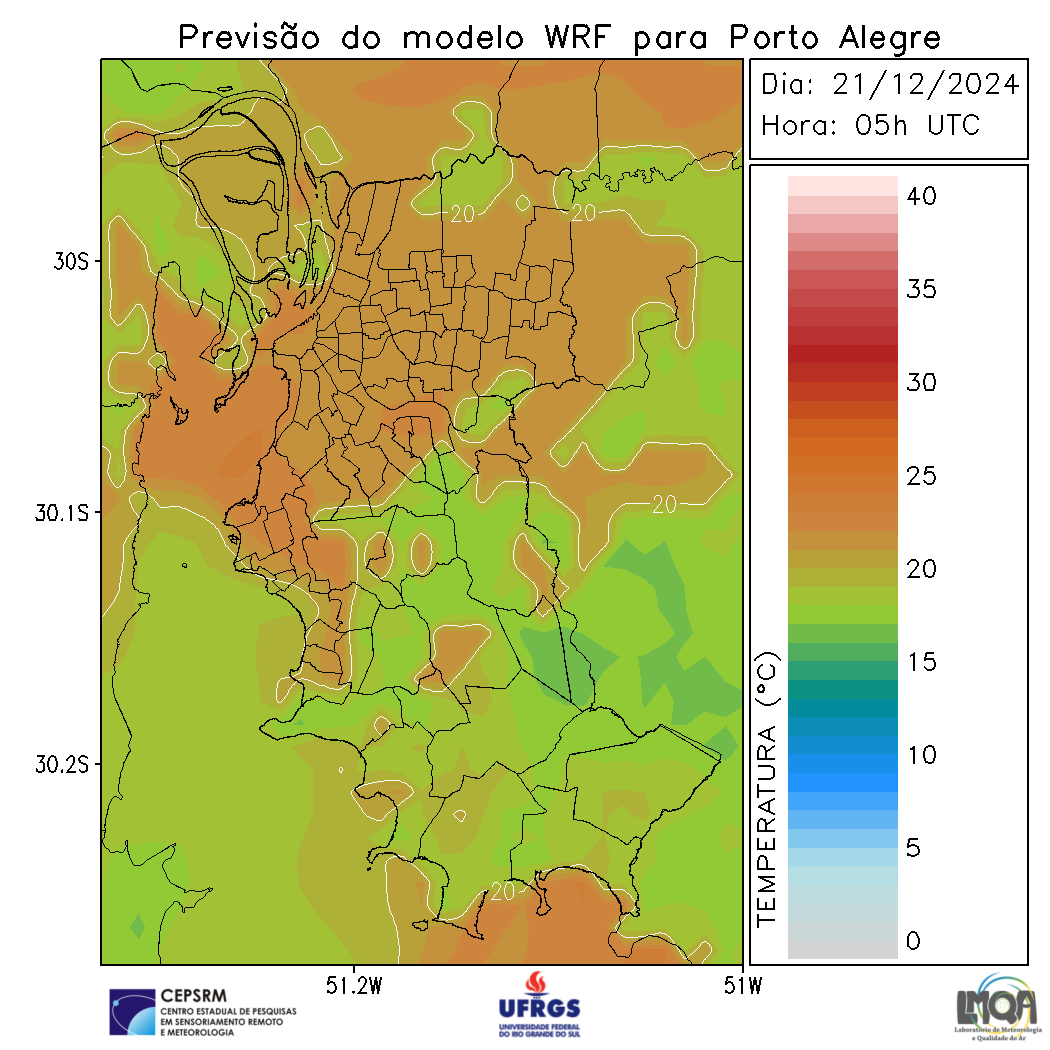 Previsão do modelo WRF para Porto Alegre
Dia: 21/12/2024
Hora: 05h UTC
30S
30.1S
30.2S
51.2W
51W
20
20
20
20
40
35
30
25
20
15
10
5
0
TEMPERATURA (°C)
CEPSRM
CENTRO ESTADUAL DE PESQUISAS
EM SENSORIAMENTO REMOTO
E METEOROLOGIA
UFRGS
UNIVERSIDADE FEDERAL
DO RIO GRANDE DO SUL
LMQA
Laboratório de Meteorologia
e Qualidade do Ar